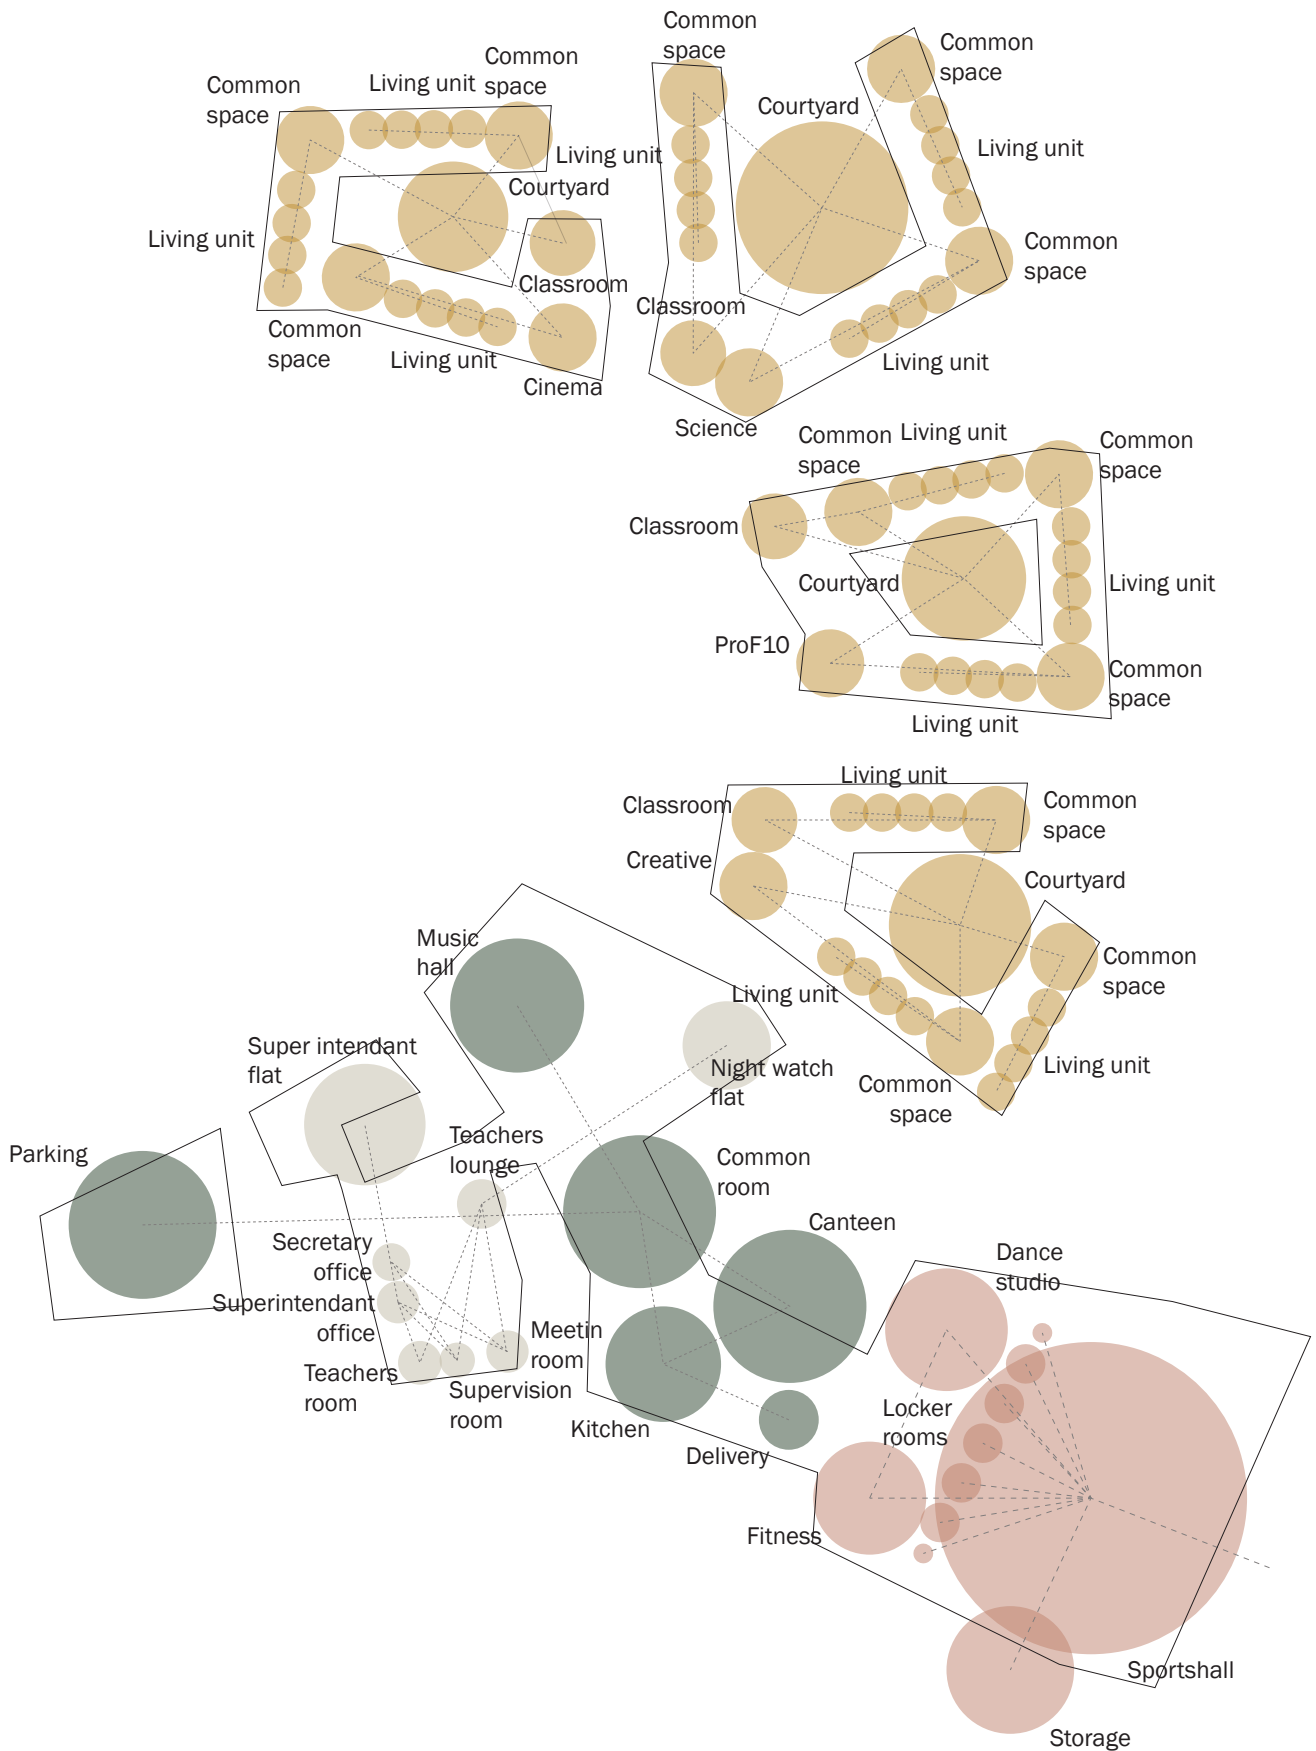 Common
space
Living unit
Common
space
Living unit
Courtyard
Living unit
Classroom
Common
space
Living unit
Cinema
Common
space
Courtyard
Common
space
Living unit
Common
space
Classroom
Living unit
Science
Common
space
Living unit
Common
space
Classroom
Courtyard
Living unit
ProF10
Common
space
Living unit
Living unit
Classroom
Common
space
Creative
Courtyard
Common
space
Living unit
Living unit
Common
space
Music
hall
Super intendant
flat
Night watch
flat
Parking
Teachers
lounge
Common
room
Canteen
Secretary
office
Superintendant
office
Meetin
room
Teachers
room
Supervision
room
Kitchen
Delivery
Dance
studio
Locker
rooms
Fitness
Sportshall
Storage